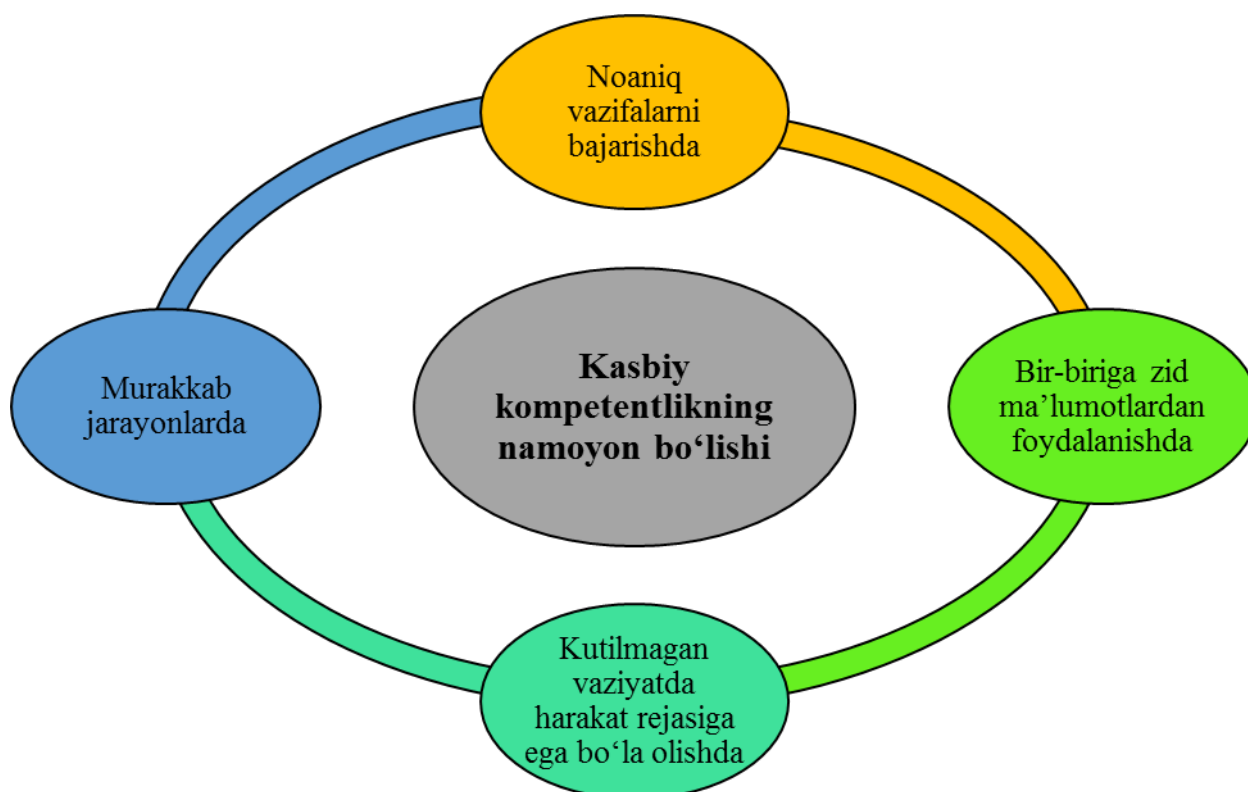 Noaniq
vazifalarni
bajarishda
Murakkab
jarayonlarda
Kasbiy
kompetentlikning
namoyon bo‘lishi
Bir-biriga zid
ma’lumotlardan
foydalanishda
Kutilmagan
vaziyatda
harakat rejasiga
ega bo‘la olishda